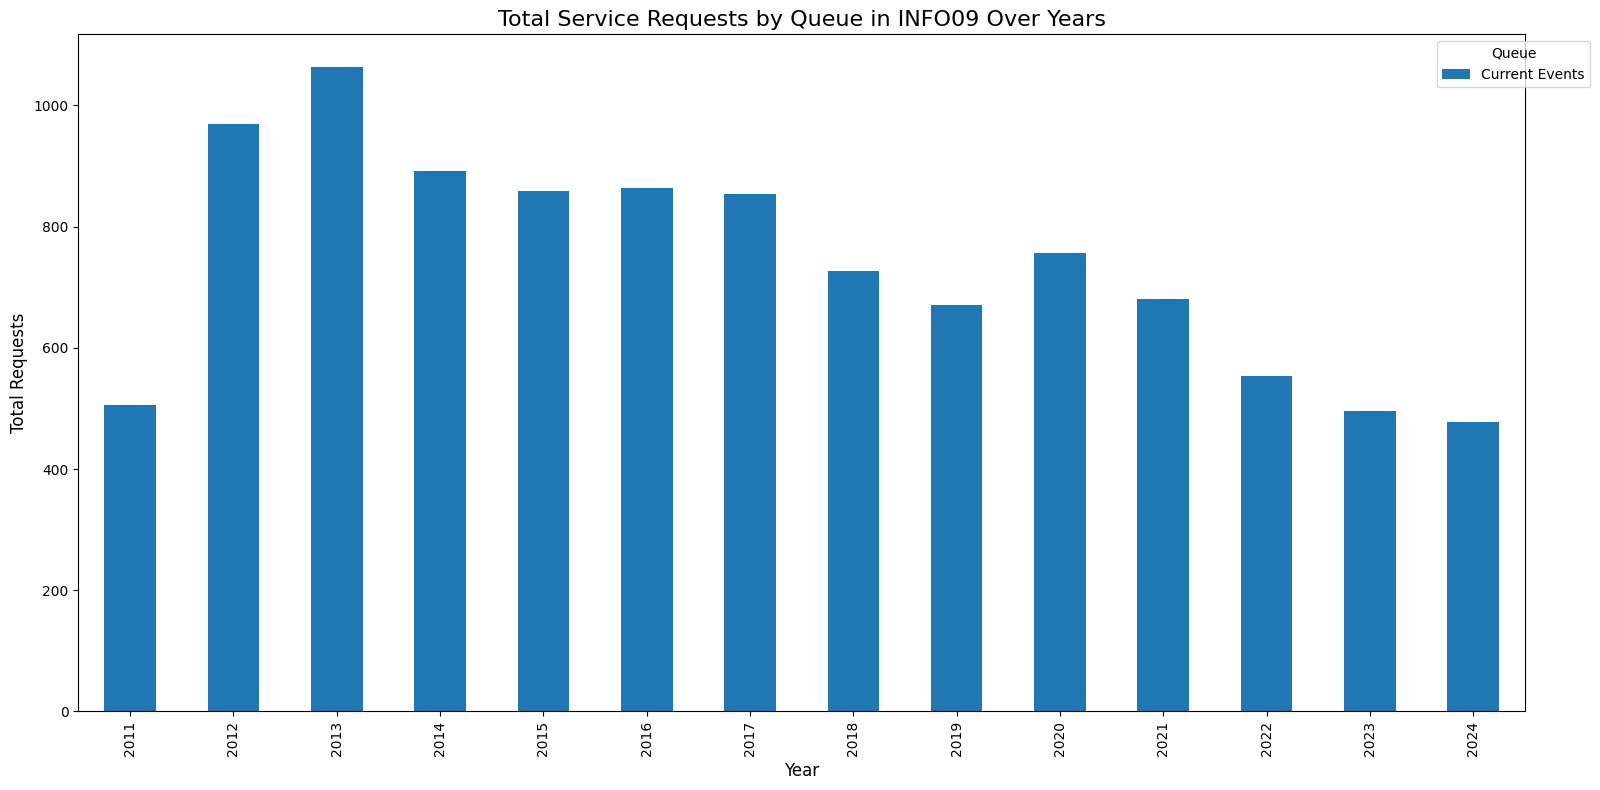 Total Service Requests by Queue in INFO09 Over Years
Queue
Current Events
Total Requests
1000
800
600
400
200
0
2011 2012 2013 2014 2015 2016 2017 2018 2019 2020 2021 2022 2023 2024
Year